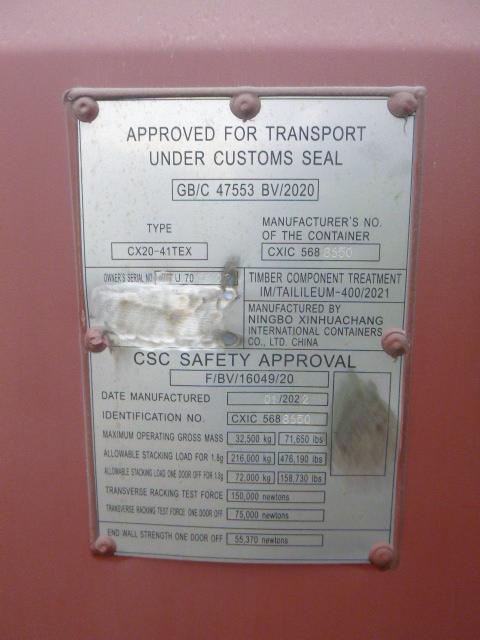 APPROVED FOR TRANSPORT
UNDER CUSTOMS SEAL
GB/C 47553 BV/2020
TYPE
CX20-41TEX
MANUFACTURER'S NO.
OF THE CONTAINER
CXIC 568 8550
OWNER'S SERIAL NO
U 70
TIMBER COMPONENT TREATMENT
IM/TAILILEUM-400/2021
MANUFACTURED BY
NINGBO XINHUACHANG
INTERNATIONAL CONTAINERS
CO., LTD. CHINA
CSC SAFETY APPROVAL
F/BV/16049/20
DATE MANUFACTURED 01/2022
IDENTIFICATION NO. CXIC 568 8550
MAXIMUM OPERATING GROSS MASS 32,500 kg 71,650 lbs
ALLOWABLE STACKING LOAD FOR 1.8g 216,000 kg 476,190 lbs
ALLOWABLE STACKING LOAD ONE DOOR OFF FOR 1.8g 72,000 kg 158,730 lbs
TRANSVERSE RACKING TEST FORCE 150,000 newtons
TRANSVERSE RACKING TEST FORCE ONE DOOR OFF 75,000 newtons
END WALL STRENGTH ONE DOOR OFF 55,370 newtons